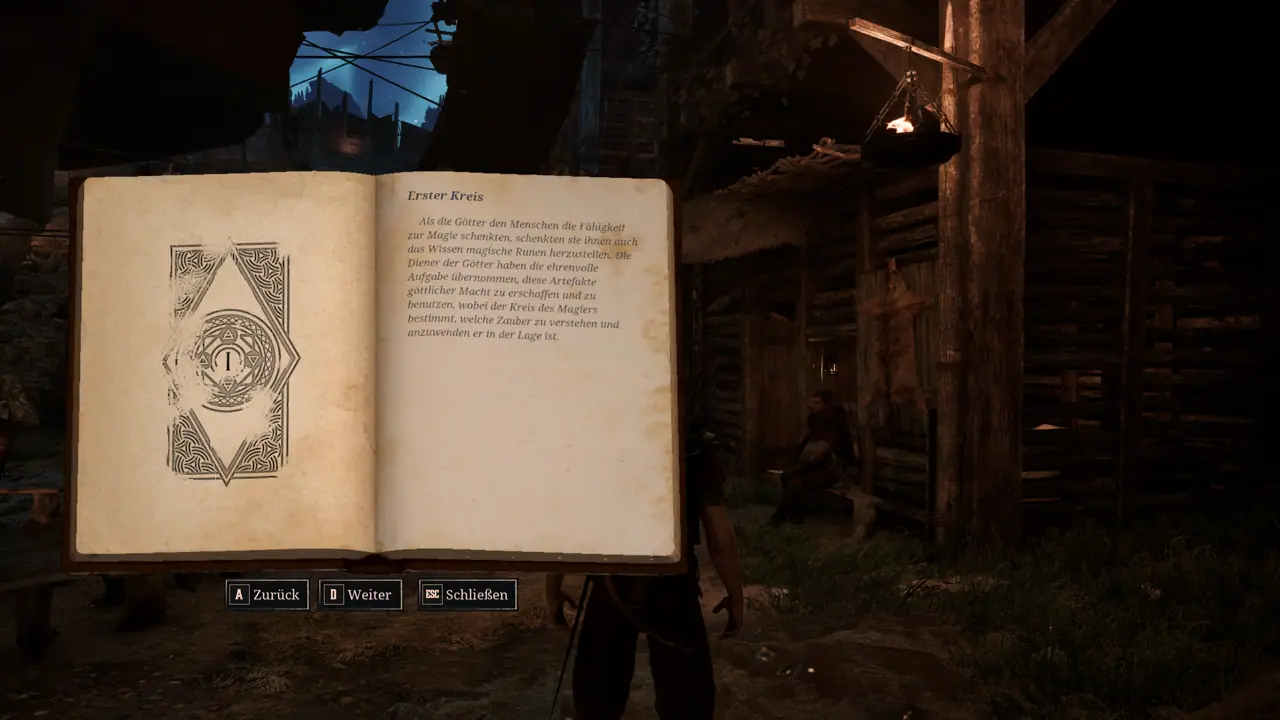 Erster Kreis
Als die Götter den Menschen die Fähigkeit
zur Magie schenkten, schenkten sie ihnen auch
das Wissen magische Runen herzustellen. Die
Diener der Götter haben die ehrenvolle
Aufgabe übernommen, diese Artefakte
göttlicher Macht zu erschaffen und zu
benutzen, wobei der Kreis des Magiers
bestimmt, welche Zauber zu verstehen und
anzuwenden er in der Lage ist.
I
A Zurück
D Weiter
ESC Schließen